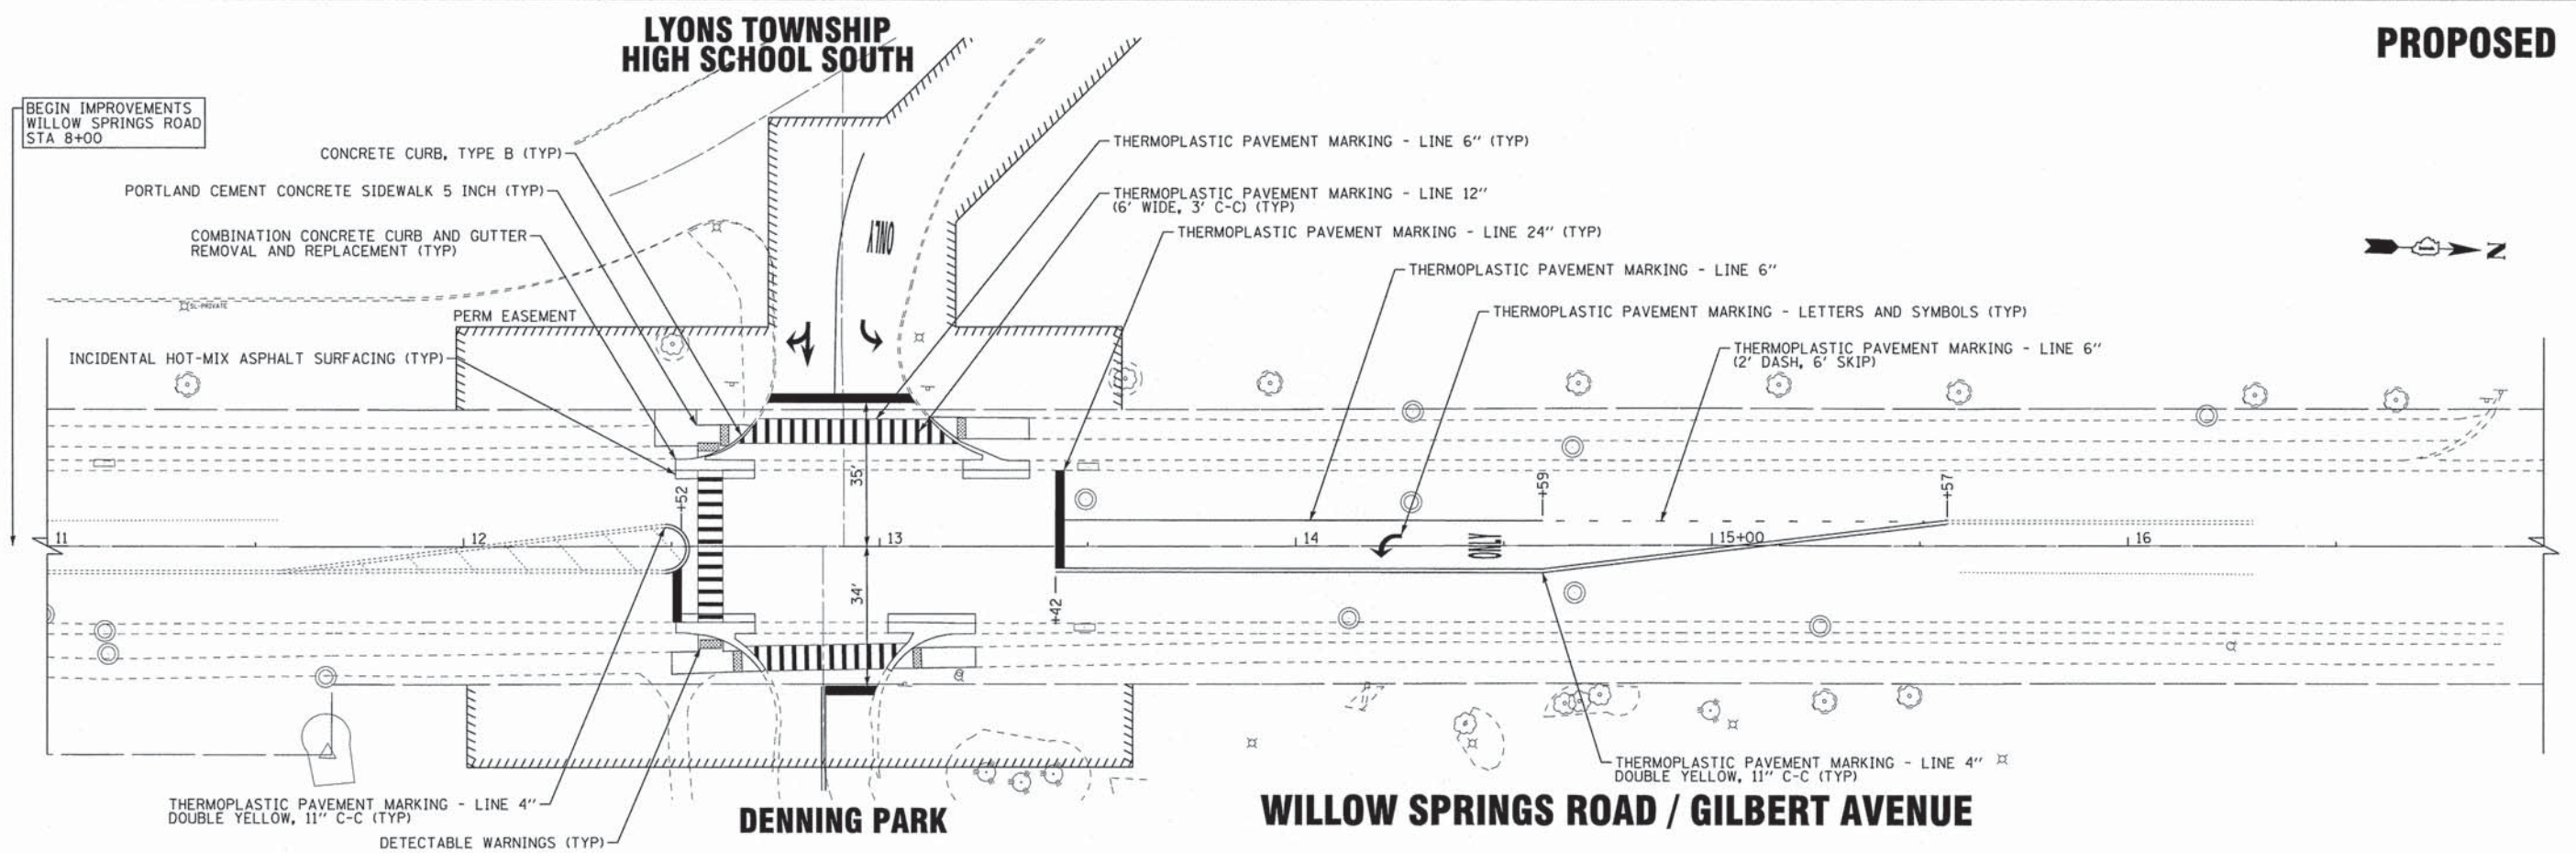 LYONS TOWNSHIP
HIGH SCHOOL SOUTH
PROPOSED
BEGIN IMPROVEMENTS
WILLOW SPRINGS ROAD
STA 8+00
CONCRETE CURB, TYPE B (TYP)
PORTLAND CEMENT CONCRETE SIDEWALK 5 INCH (TYP)
COMBINATION CONCRETE CURB AND GUTTER
REMOVAL AND REPLACEMENT (TYP)
SL-PRIVATE
PERM EASEMENT
INCIDENTAL HOT-MIX ASPHALT SURFACING (TYP)
ONLY
THERMOPLASTIC PAVEMENT MARKING - LINE 6" (TYP)
THERMOPLASTIC PAVEMENT MARKING - LINE 12"
(6' WIDE, 3' C-C) (TYP)
THERMOPLASTIC PAVEMENT MARKING - LINE 24" (TYP)
THERMOPLASTIC PAVEMENT MARKING - LINE 6"
THERMOPLASTIC PAVEMENT MARKING - LETTERS AND SYMBOLS (TYP)
THERMOPLASTIC PAVEMENT MARKING - LINE 6"
(2' DASH, 6' SKIP)
N
+52
35'
+59
+57
11
12
13
14
15+00
16
ONLY
34'
+42
THERMOPLASTIC PAVEMENT MARKING - LINE 4"
DOUBLE YELLOW, 11" C-C (TYP)
DETECTABLE WARNINGS (TYP)
DENNING PARK
THERMOPLASTIC PAVEMENT MARKING - LINE 4"
DOUBLE YELLOW, 11" C-C (TYP)
WILLOW SPRINGS ROAD / GILBERT AVENUE